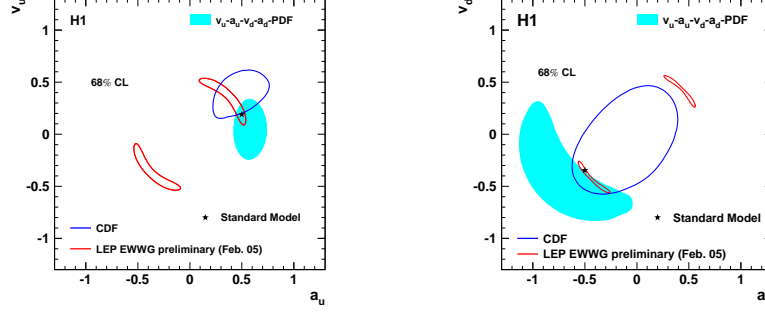 v_u
H1
v_u-a_u-v_d-a_d-PDF
68% CL
1
0.5
0
-0.5
-1
Standard Model
CDF
LEP EWWG preliminary (Feb. 05)
-1 -0.5 0 0.5 1
a_u
v_d
H1
v_u-a_u-v_d-a_d-PDF
68% CL
1
0.5
0
-0.5
-1
Standard Model
CDF
LEP EWWG preliminary (Feb. 05)
-1 -0.5 0 0.5 1
a